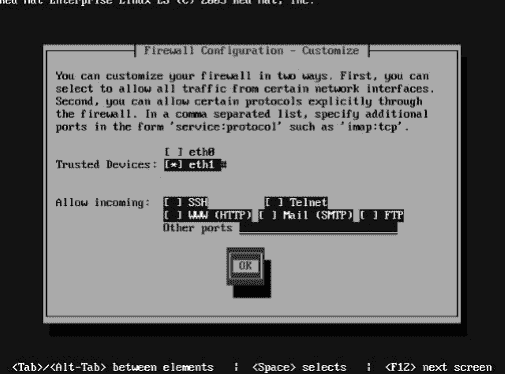 Red Hat Enterprise Linux ES (C) 2003 Red Hat, Inc.
Firewall Configuration - Customize
You can customize your firewall in two ways. First, you can
select to allow all traffic from certain network interfaces.
Second, you can allow certain protocols explicitly through
the firewall. In a comma separated list, specify additional
ports in the form 'service:protocol' such as 'imap:tcp'.
[ ] eth0
Trusted Devices: [*] eth1 #
Allow incoming: [ ] SSH [ ] Telnet
[ ] WWW (HTTP) [ ] Mail (SMTP) [ ] FTP
Other ports
OK
<Tab>/<Alt-Tab> between elements | <Space> selects | <F12> next screen